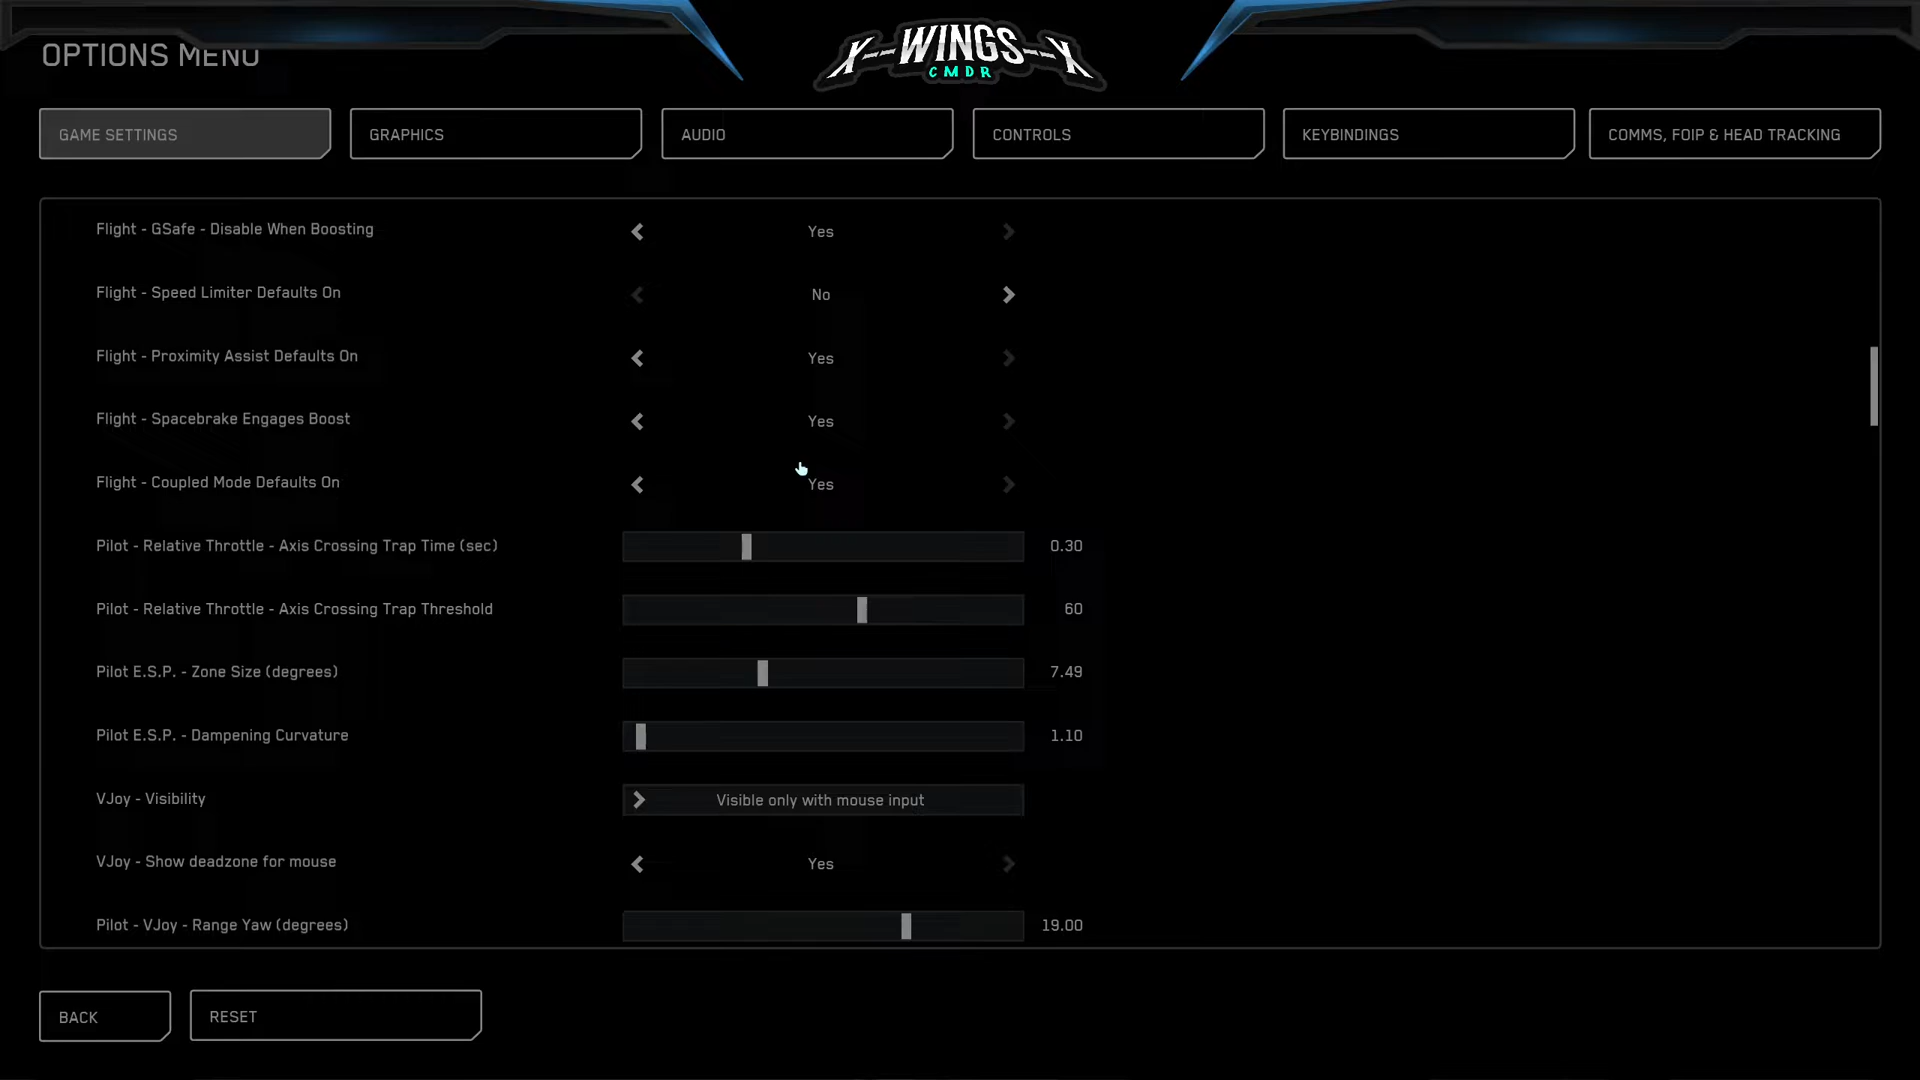 OPTIONS MENU
X-WINGS-X
CMDR
GAME SETTINGS
GRAPHICS
AUDIO
CONTROLS
KEYBINDINGS
COMMS, FOIP & HEAD TRACKING
Flight - GSafe - Disable When Boosting
Yes
Flight - Speed Limiter Defaults On
No
Flight - Proximity Assist Defaults On
Yes
Flight - Spacebrake Engages Boost
Yes
Flight - Coupled Mode Defaults On
Yes
Pilot - Relative Throttle - Axis Crossing Trap Time (sec)
0.30
Pilot - Relative Throttle - Axis Crossing Trap Threshold
60
Pilot E.S.P. - Zone Size (degrees)
7.49
Pilot E.S.P. - Dampening Curvature
1.10
VJoy - Visibility
Visible only with mouse input
VJoy - Show deadzone for mouse
Yes
Pilot - VJoy - Range Yaw (degrees)
19.00
BACK
RESET